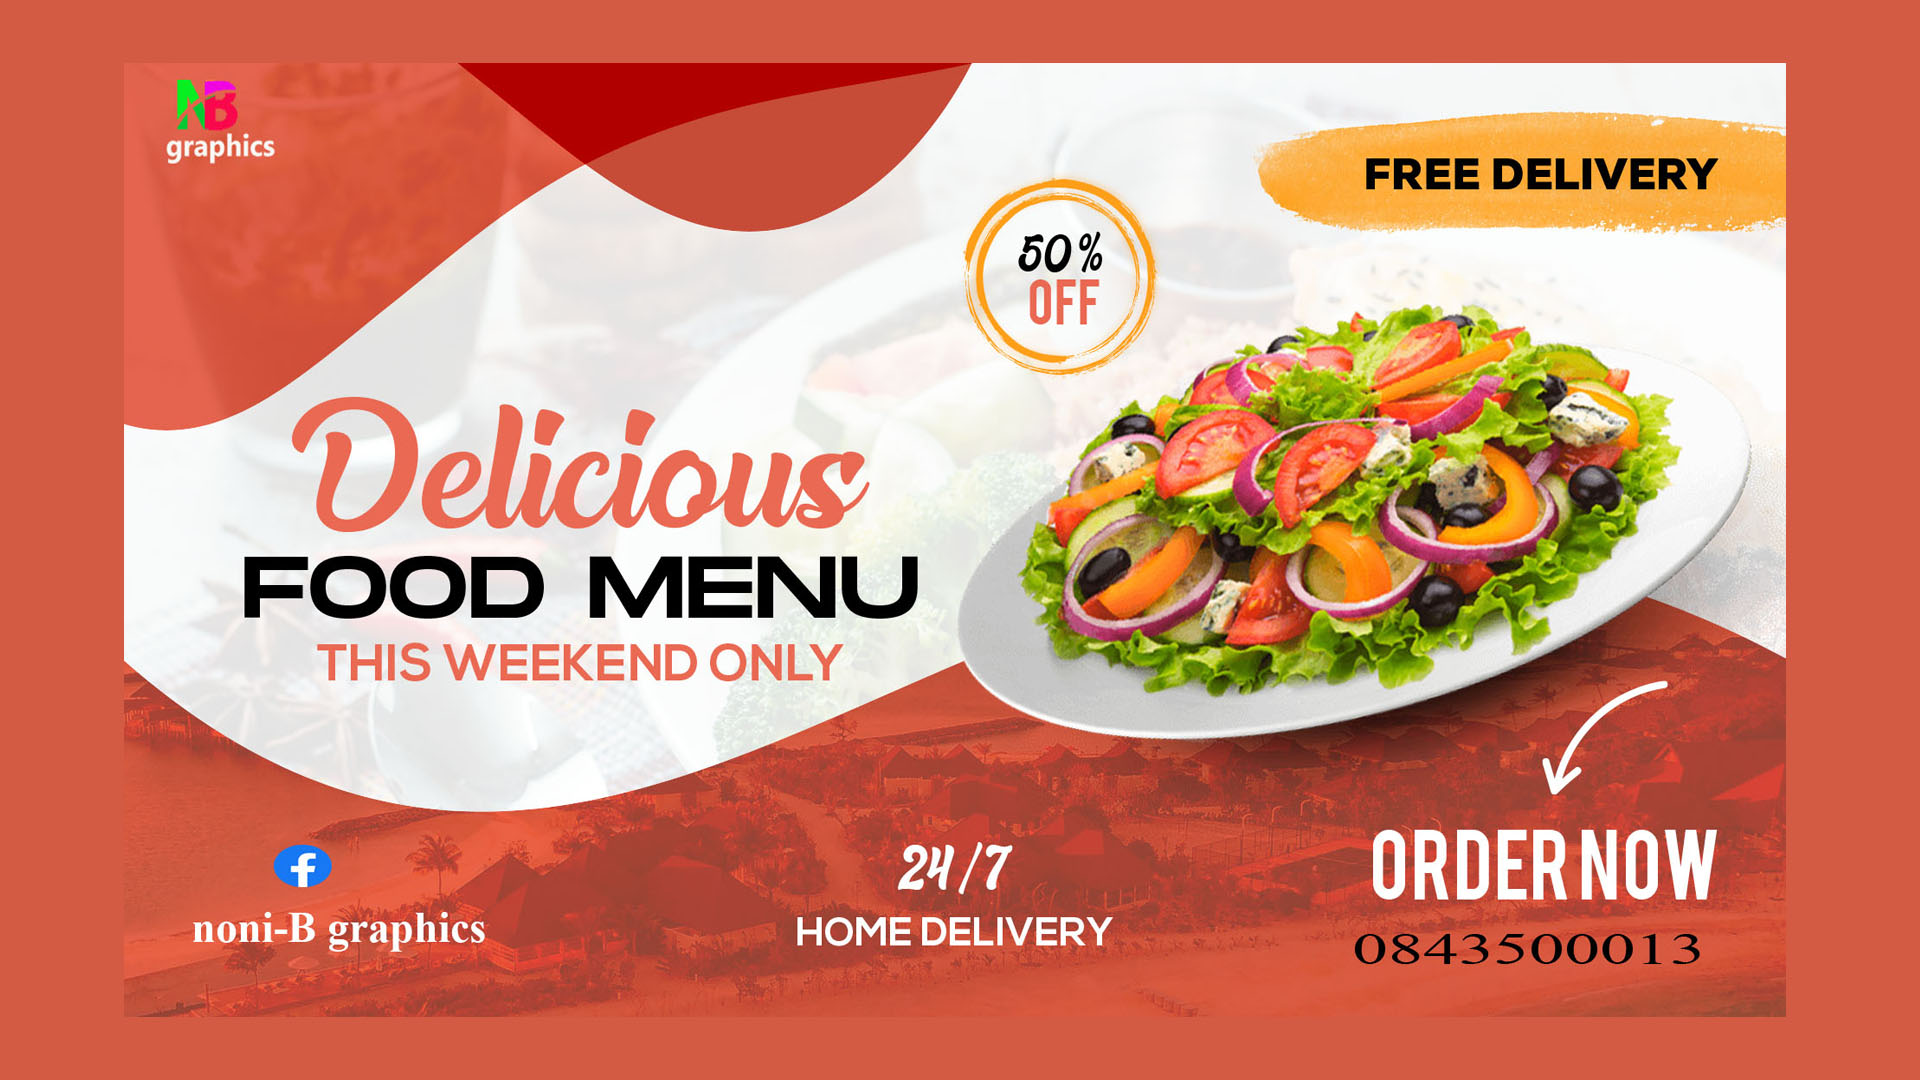 NB
graphics
FREE DELIVERY
50%
OFF
Delicious
FOOD MENU
THIS WEEKEND ONLY
24/7
HOME DELIVERY
noni-B graphics
ORDER NOW
0843500013